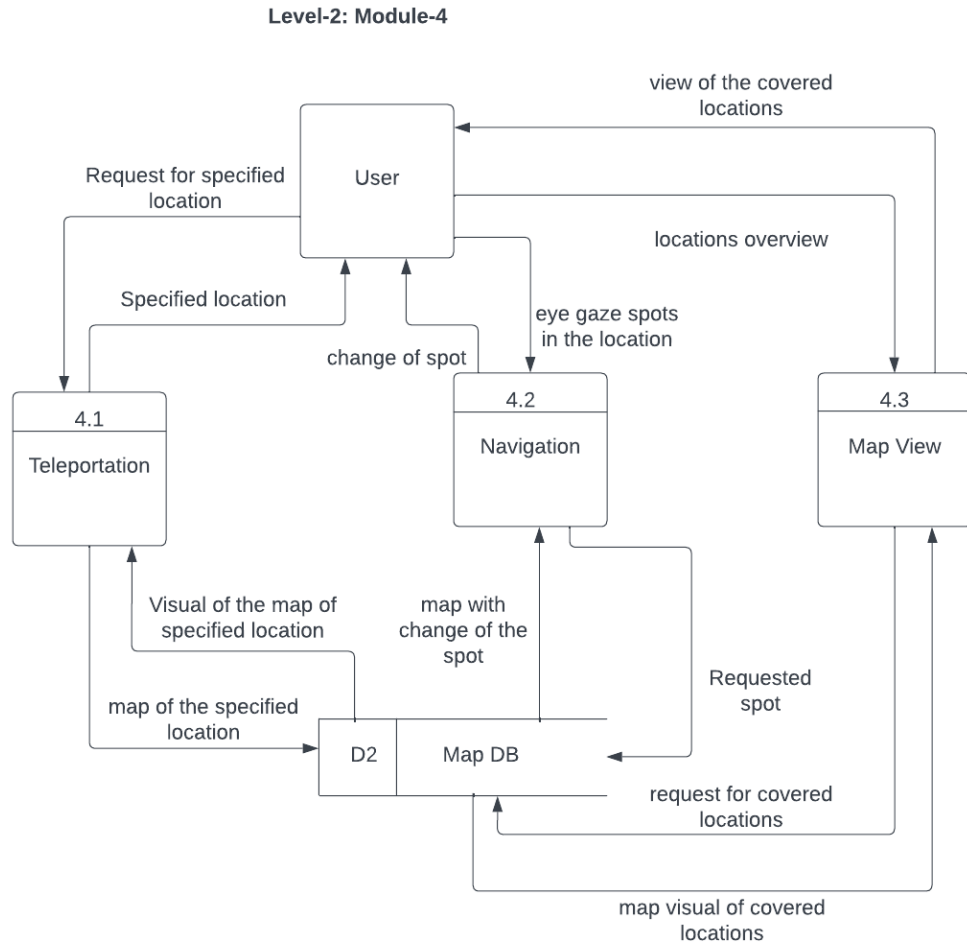 Level-2: Module-4
view of the covered
locations
User
Request for specified
location
locations overview
Specified location
eye gaze spots
in the location
change of spot
4.1
Teleportation
4.2
Navigation
4.3
Map View
Visual of the map of
specified location
map with
change of the
spot
Requested
spot
map of the specified
location
D2
Map DB
request for covered
locations
map visual of covered
locations